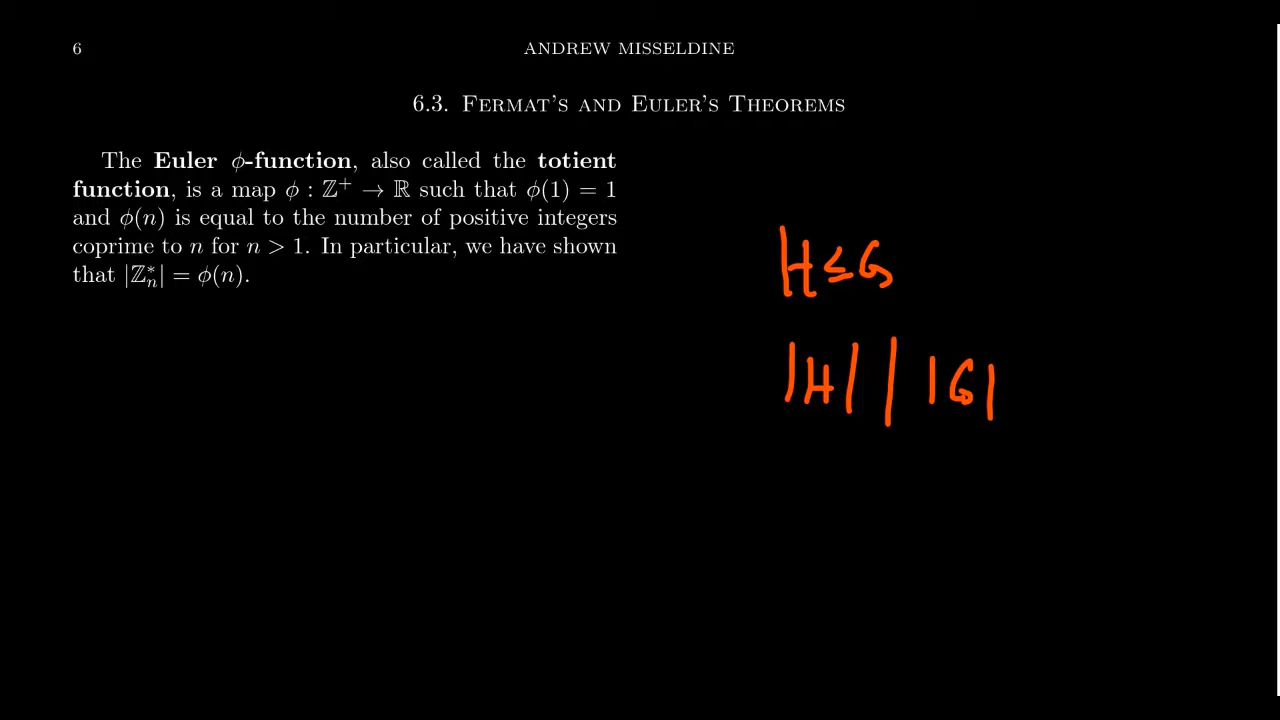 6
ANDREW MISSELDINE
6.3. Fermat's and Euler's Theorems
The Euler ϕ-function, also called the totient
function, is a map ϕ : ℤ⁺ → ℝ such that ϕ(1) = 1
and ϕ(n) is equal to the number of positive integers
coprime to n for n > 1. In particular, we have shown
that |ℤₙ*| = ϕ(n).
H ≤ G
|H| | |G|